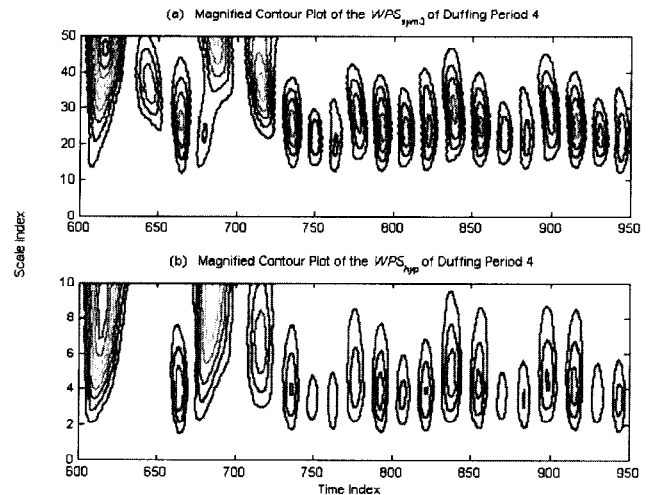 (a) Magnified Contour Plot of the WPS_sym3 of Duffing Period 4
50
40
30
20
10
0
600 650 700 750 800 850 900 950
Scale Index
(b) Magnified Contour Plot of the WPS_hyp of Duffing Period 4
10
8
6
4
2
0
600 650 700 750 800 850 900 950
Time Index